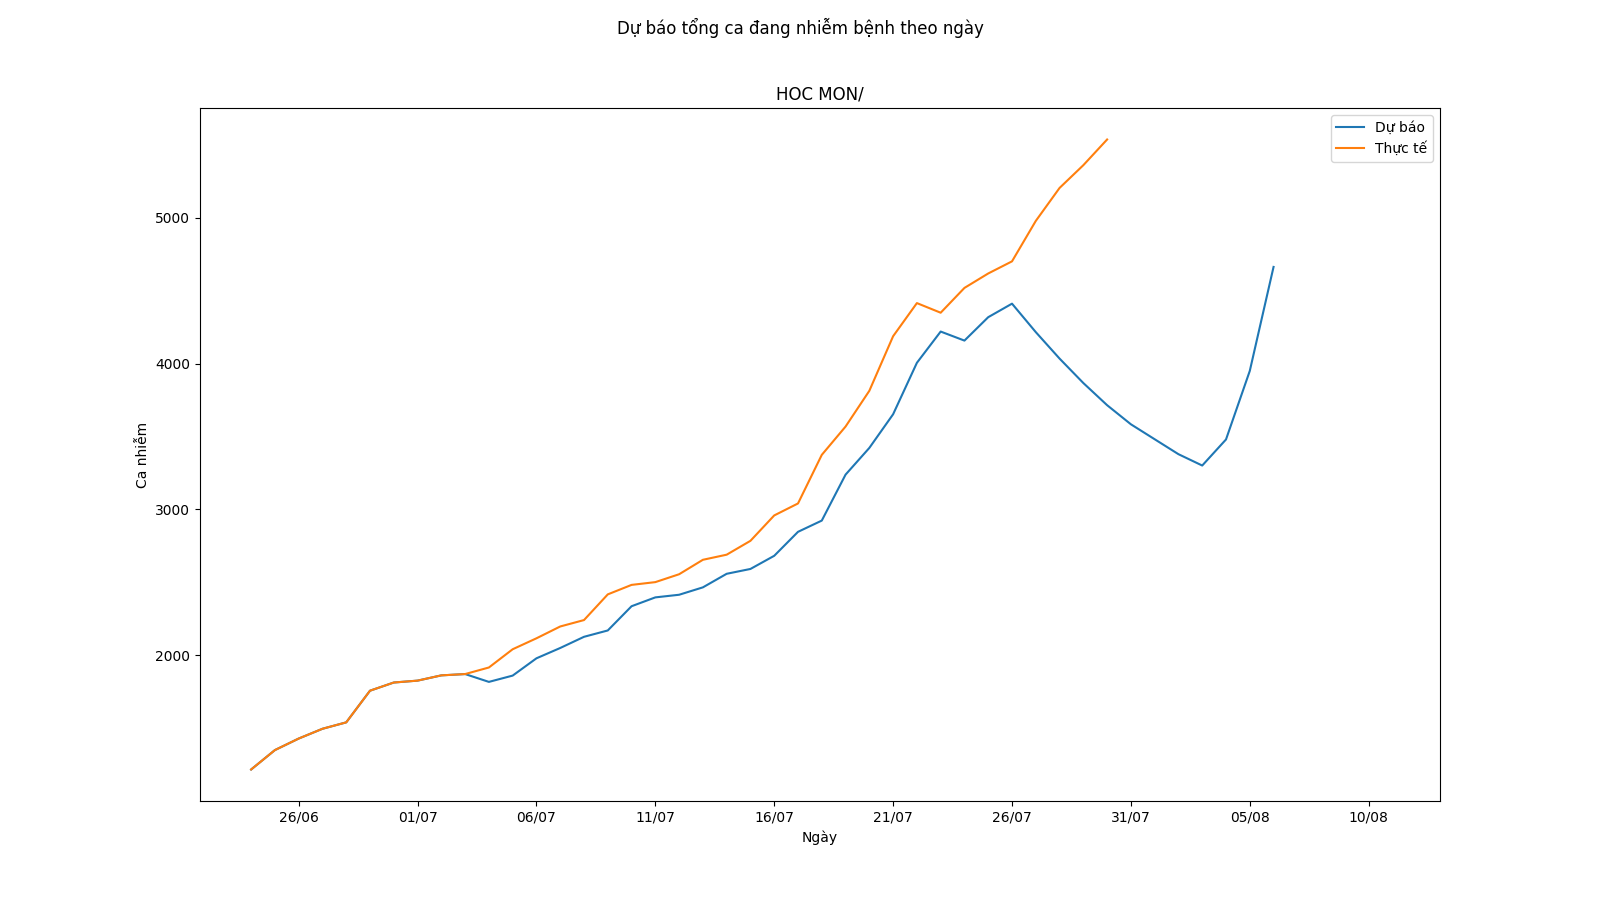 Dự báo tổng ca đang nhiễm bệnh theo ngày
HOC MON/
Dự báo
Thực tế
5000
4000
3000
2000
Ca nhiễm
26/06 01/07 06/07 11/07 16/07 21/07 26/07 31/07 05/08 10/08
Ngày